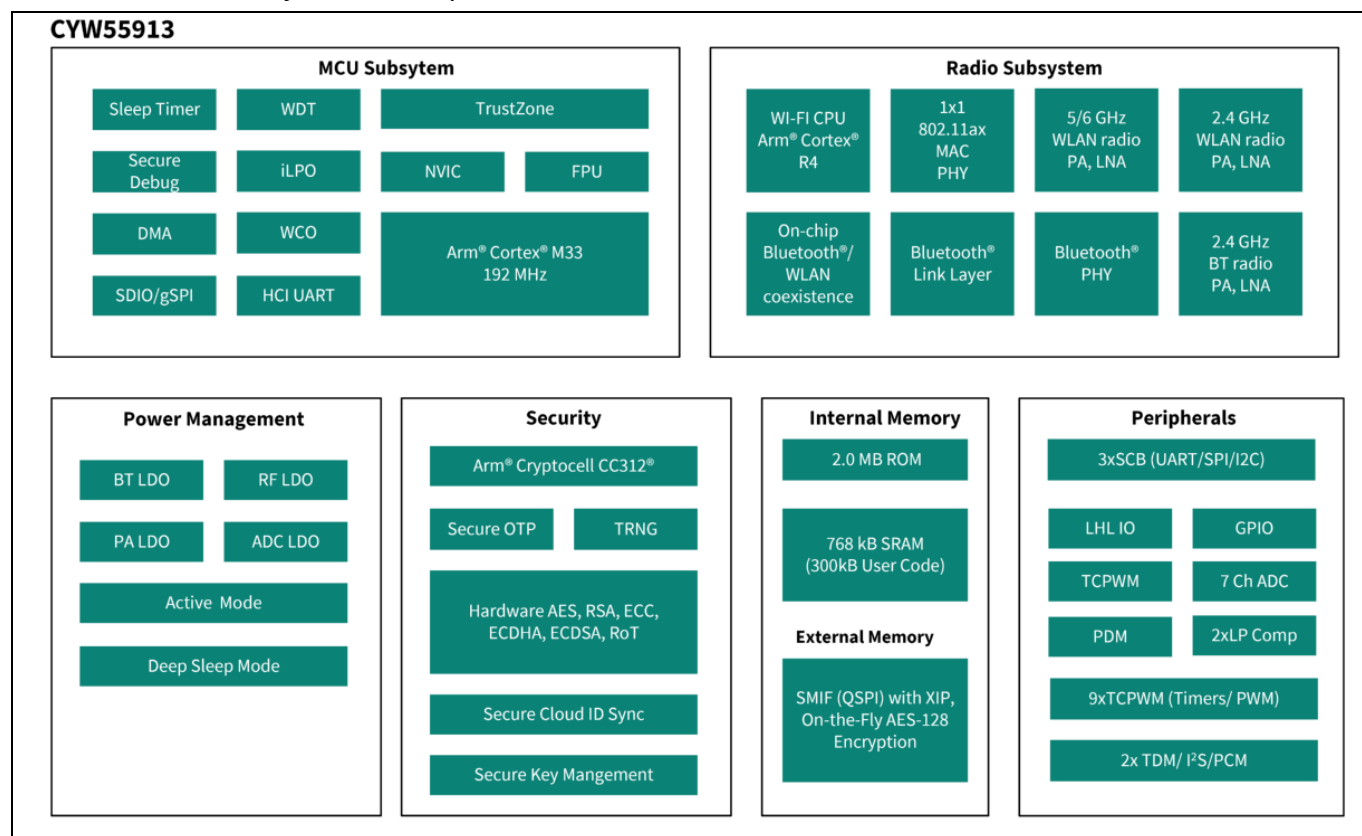 CYW55913
MCU Subsytem
Sleep Timer
WDT
TrustZone
Secure
Debug
iLPO
NVIC
FPU
DMA
WCO
Arm® Cortex® M33
192 MHz
SDIO/gSPI
HCI UART
Radio Subsystem
WI-FI CPU
Arm® Cortex®
R4
1x1
802.11ax
MAC
PHY
5/6 GHz
WLAN radio
PA, LNA
2.4 GHz
WLAN radio
PA, LNA
On-chip
Bluetooth®/
WLAN
coexistence
Bluetooth®
Link Layer
Bluetooth®
PHY
2.4 GHz
BT radio
PA, LNA
Power Management
BT LDO
RF LDO
PA LDO
ADC LDO
Active Mode
Deep Sleep Mode
Security
Arm® Cryptocell CC312®
Secure OTP
TRNG
Hardware AES, RSA, ECC,
ECDHA, ECDSA, RoT
Secure Cloud ID Sync
Secure Key Mangement
Internal Memory
2.0 MB ROM
768 kB SRAM
(300kB User Code)
External Memory
SMIF (QSPI) with XIP,
On-the-Fly AES-128
Encryption
Peripherals
3xSCB (UART/SPI/I2C)
LHL IO
GPIO
TCPWM
7 Ch ADC
PDM
2xLP Comp
9xTCPWM (Timers/ PWM)
2x TDM/ I²S/PCM